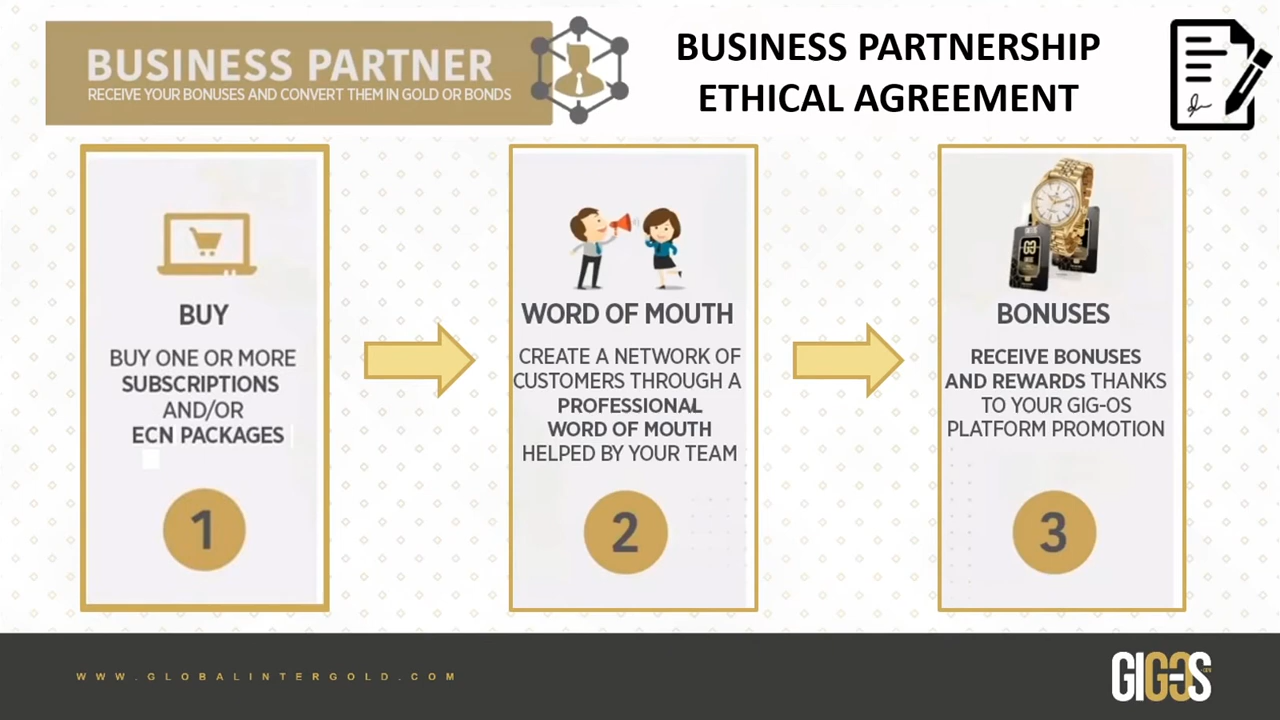 BUSINESS PARTNER
RECEIVE YOUR BONUSES AND CONVERT THEM IN GOLD OR BONDS
BUSINESS PARTNERSHIP
ETHICAL AGREEMENT
BUY
BUY ONE OR MORE
SUBSCRIPTIONS
AND/OR
ECN PACKAGES
1
WORD OF MOUTH
CREATE A NETWORK OF
CUSTOMERS THROUGH A
PROFESSIONAL
WORD OF MOUTH
HELPED BY YOUR TEAM
2
BONUSES
RECEIVE BONUSES
AND REWARDS THANKS
TO YOUR GIG-OS
PLATFORM PROMOTION
3
WWW.GLOBALINTERGOLD.COM
GIG-OS